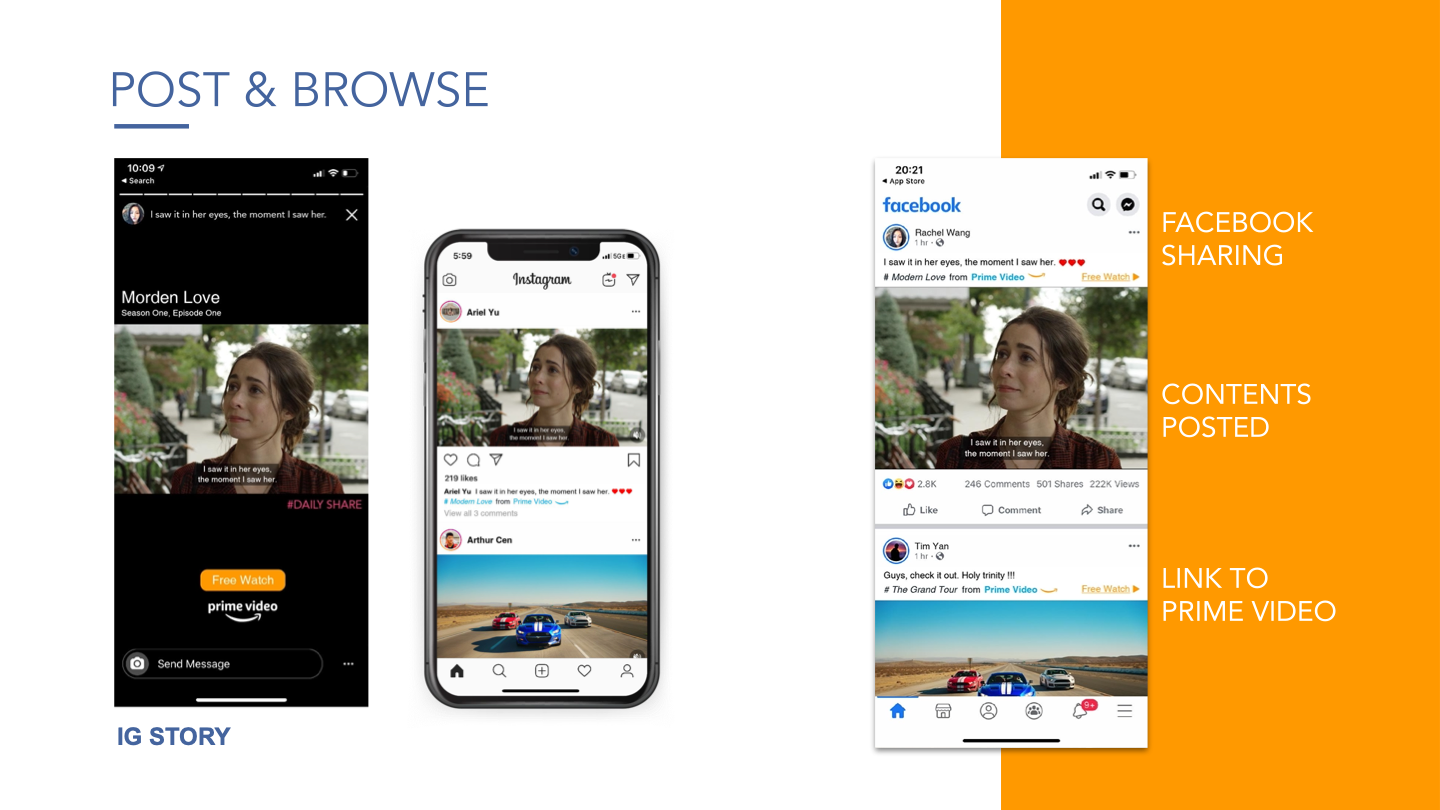 POST & BROWSE
10:09
◀ Search
I saw it in her eyes, the moment I saw her.
Morden Love
Season One, Episode One
I saw it in her eyes,
the moment I saw her.
#DAILY SHARE
Free Watch
prime video
Send Message
IG STORY
5:59
5G E
Instagram
Ariel Yu
I saw it in her eyes,
the moment I saw her.
219 likes
Ariel Yu I saw it in her eyes, the moment I saw her. ♥♥♥
# Modern Love from Prime Video
View all 3 comments
Arthur Cen
20:21
◀ App Store
facebook
Rachel Wang
1 hr ·
I saw it in her eyes, the moment I saw her. ♥♥♥
# Modern Love from Prime Video Free Watch ▶
I saw it in her eyes,
the moment I saw her.
2.8K 246 Comments 501 Shares 222K Views
Like Comment Share
Tim Yan
1 hr ·
Guys, check it out. Holy trinity !!!
# The Grand Tour from Prime Video Free Watch ▶
9+
FACEBOOK
SHARING
CONTENTS
POSTED
LINK TO
PRIME VIDEO